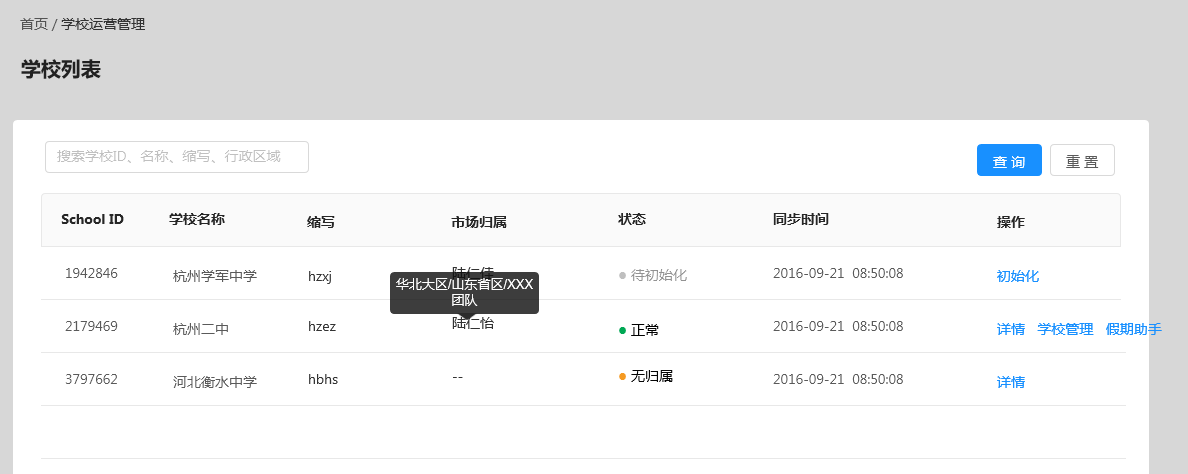 首页 / 学校运营管理
学校列表
搜索学校ID、名称、缩写、行政区域
查 询
重 置
School ID 学校名称 缩写 市场归属 状态 同步时间 操作
1942846 杭州学军中学 hzxj 陆仁佳 待初始化 2016-09-21 08:50:08 初始化
华北大区/山东省区/XXX
团队
2179469 杭州二中 hzez 陆仁怡 正常 2016-09-21 08:50:08 详情 学校管理 假期助手
3797662 河北衡水中学 hbhs -- 无归属 2016-09-21 08:50:08 详情